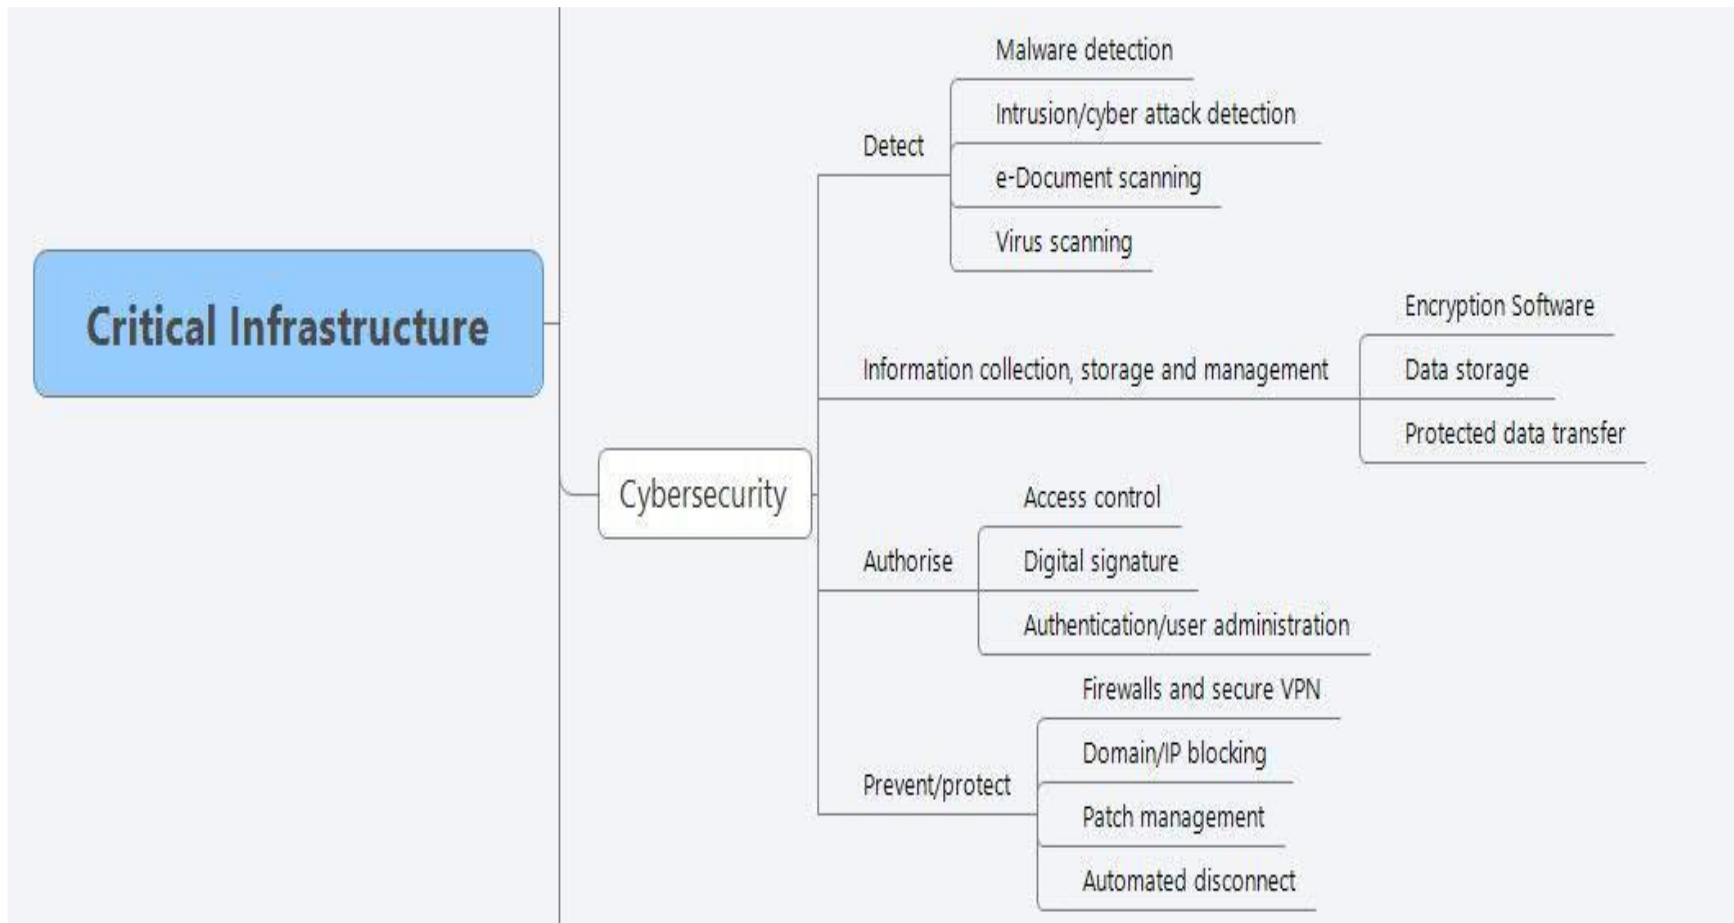 Critical Infrastructure
Cybersecurity
Detect
Malware detection
Intrusion/cyber attack detection
e-Document scanning
Virus scanning
Information collection, storage and management
Encryption Software
Data storage
Protected data transfer
Authorise
Access control
Digital signature
Authentication/user administration
Prevent/protect
Firewalls and secure VPN
Domain/IP blocking
Patch management
Automated disconnect